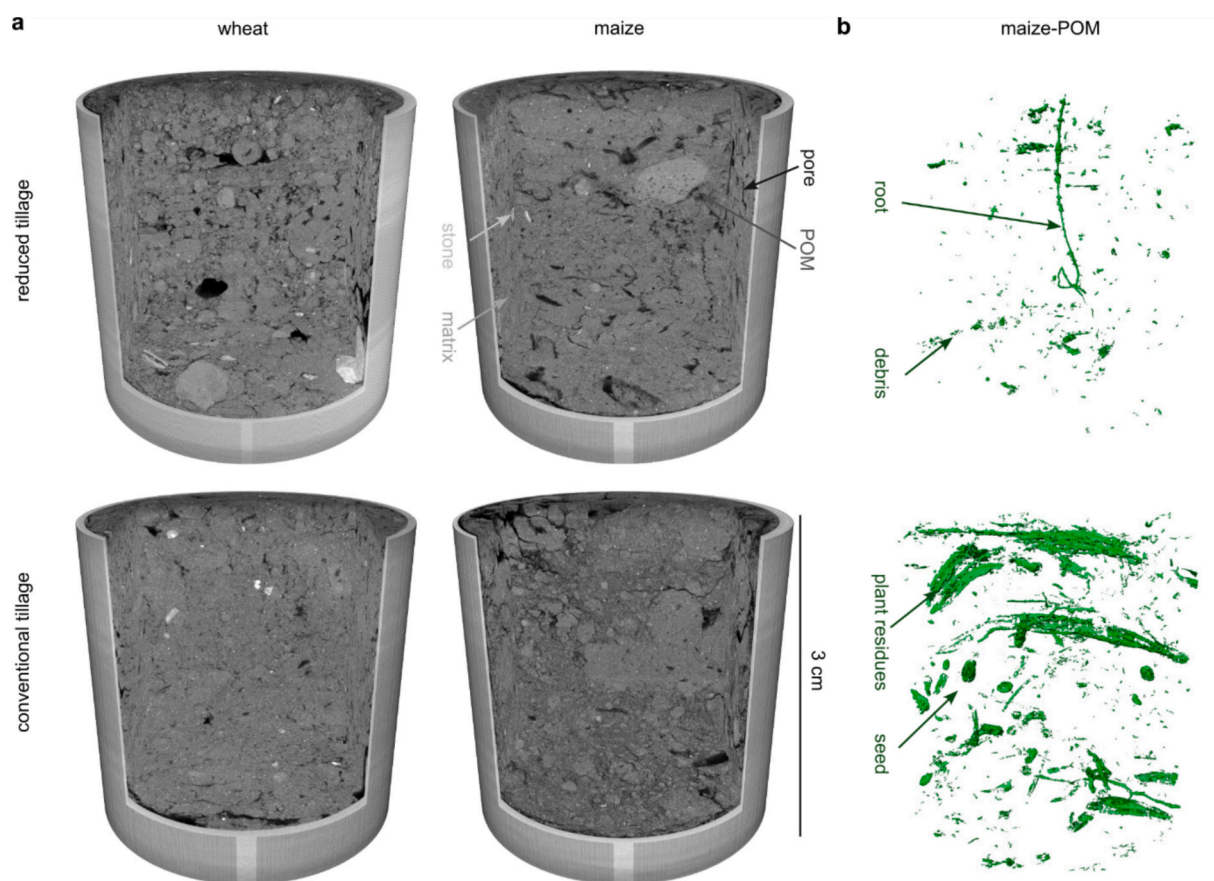 a
wheat
maize
b
maize-POM
reduced tillage
stone
matrix
pore
POM
root
debris
conventional tillage
3 cm
plant residues
seed